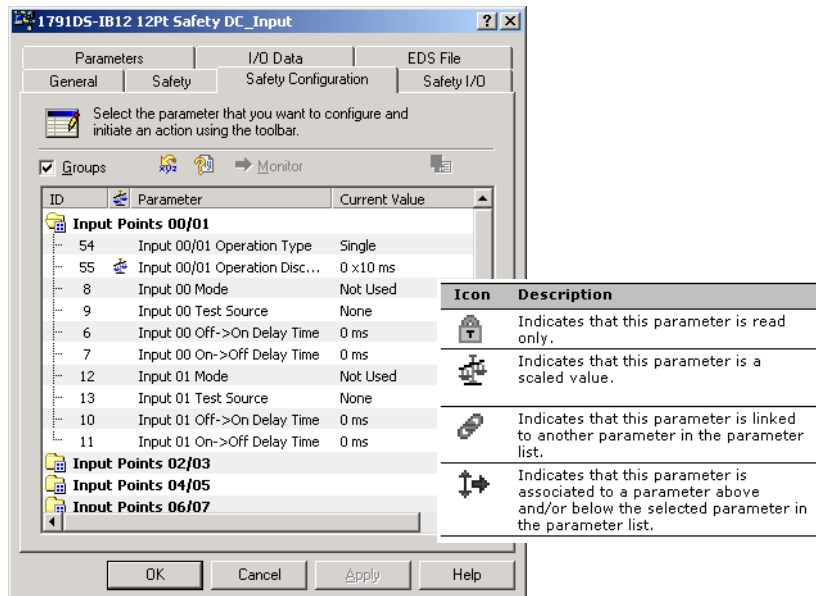 1791DS-IB12 12Pt Safety DC_Input
Parameters I/O Data EDS File
General Safety Safety Configuration Safety I/O
Select the parameter that you want to configure and
initiate an action using the toolbar.
Groups xyz Monitor
ID Parameter Current Value
Input Points 00/01
54 Input 00/01 Operation Type Single
55 Input 00/01 Operation Disc... 0 x10 ms
8 Input 00 Mode Not Used
9 Input 00 Test Source None
6 Input 00 Off->On Delay Time 0 ms
7 Input 00 On->Off Delay Time 0 ms
12 Input 01 Mode Not Used
13 Input 01 Test Source None
10 Input 01 Off->On Delay Time 0 ms
11 Input 01 On->Off Delay Time 0 ms
Input Points 02/03
Input Points 04/05
Input Points 06/07
OK Cancel Apply Help
Icon Description
Indicates that this parameter is read
only.
Indicates that this parameter is a
scaled value.
Indicates that this parameter is linked
to another parameter in the parameter
list.
Indicates that this parameter is
associated to a parameter above
and/or below the selected parameter in
the parameter list.